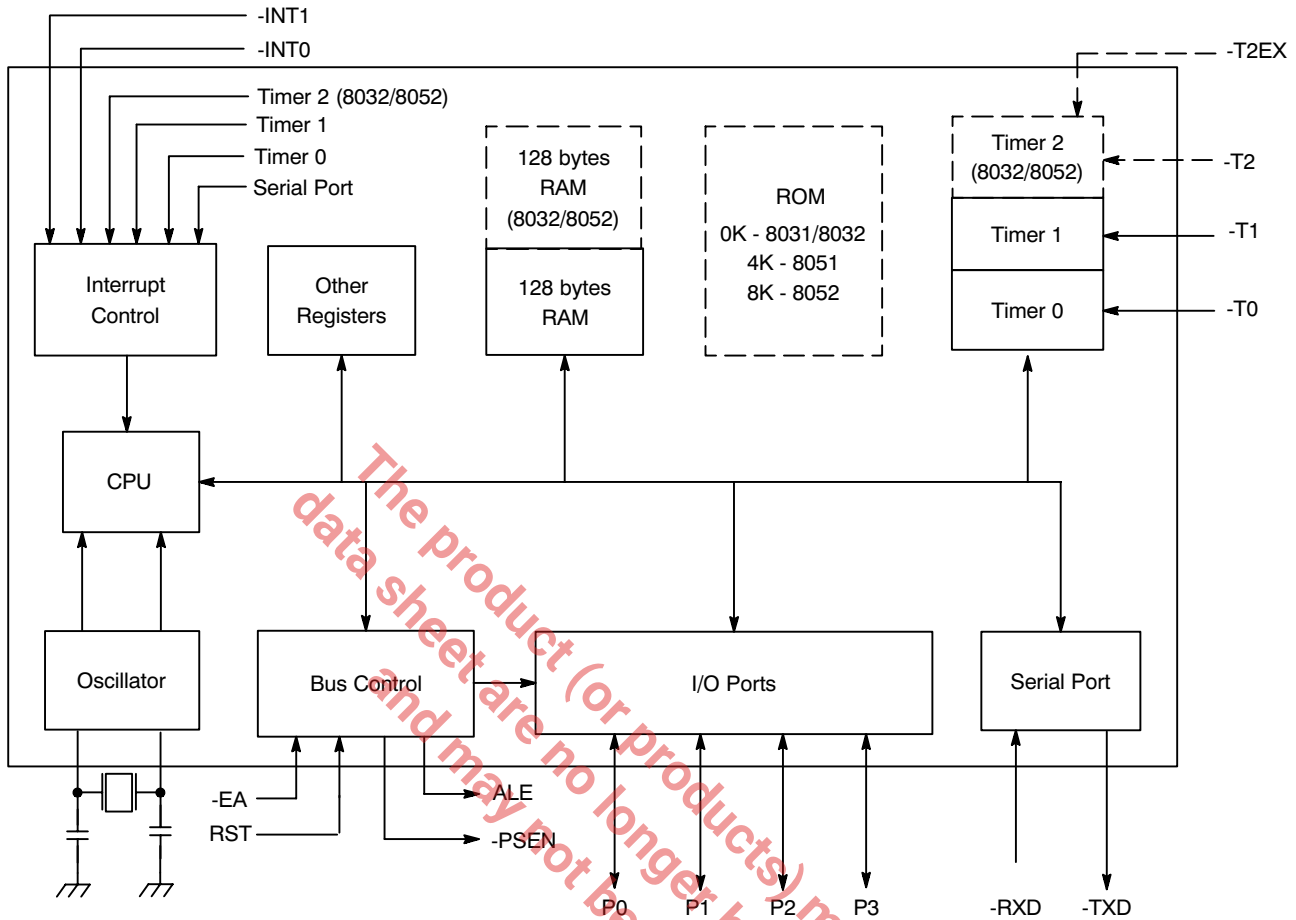 -INT1
-INT0
-T2EX
Timer 2 (8032/8052)
Timer 1
Timer 0
Serial Port
128 bytes
RAM
(8032/8052)
128 bytes
RAM
ROM
0K - 8031/8032
4K - 8051
8K - 8052
Timer 2
(8032/8052)
Timer 1
Timer 0
-T2
-T1
-T0
Interrupt
Control
Other
Registers
CPU
Oscillator
Bus Control
I/O Ports
Serial Port
-EA
RST
ALE
-PSEN
P0
P1
P2
P3
-RXD
-TXD
The product (or products) m
data sheet are no longer b
and may not be